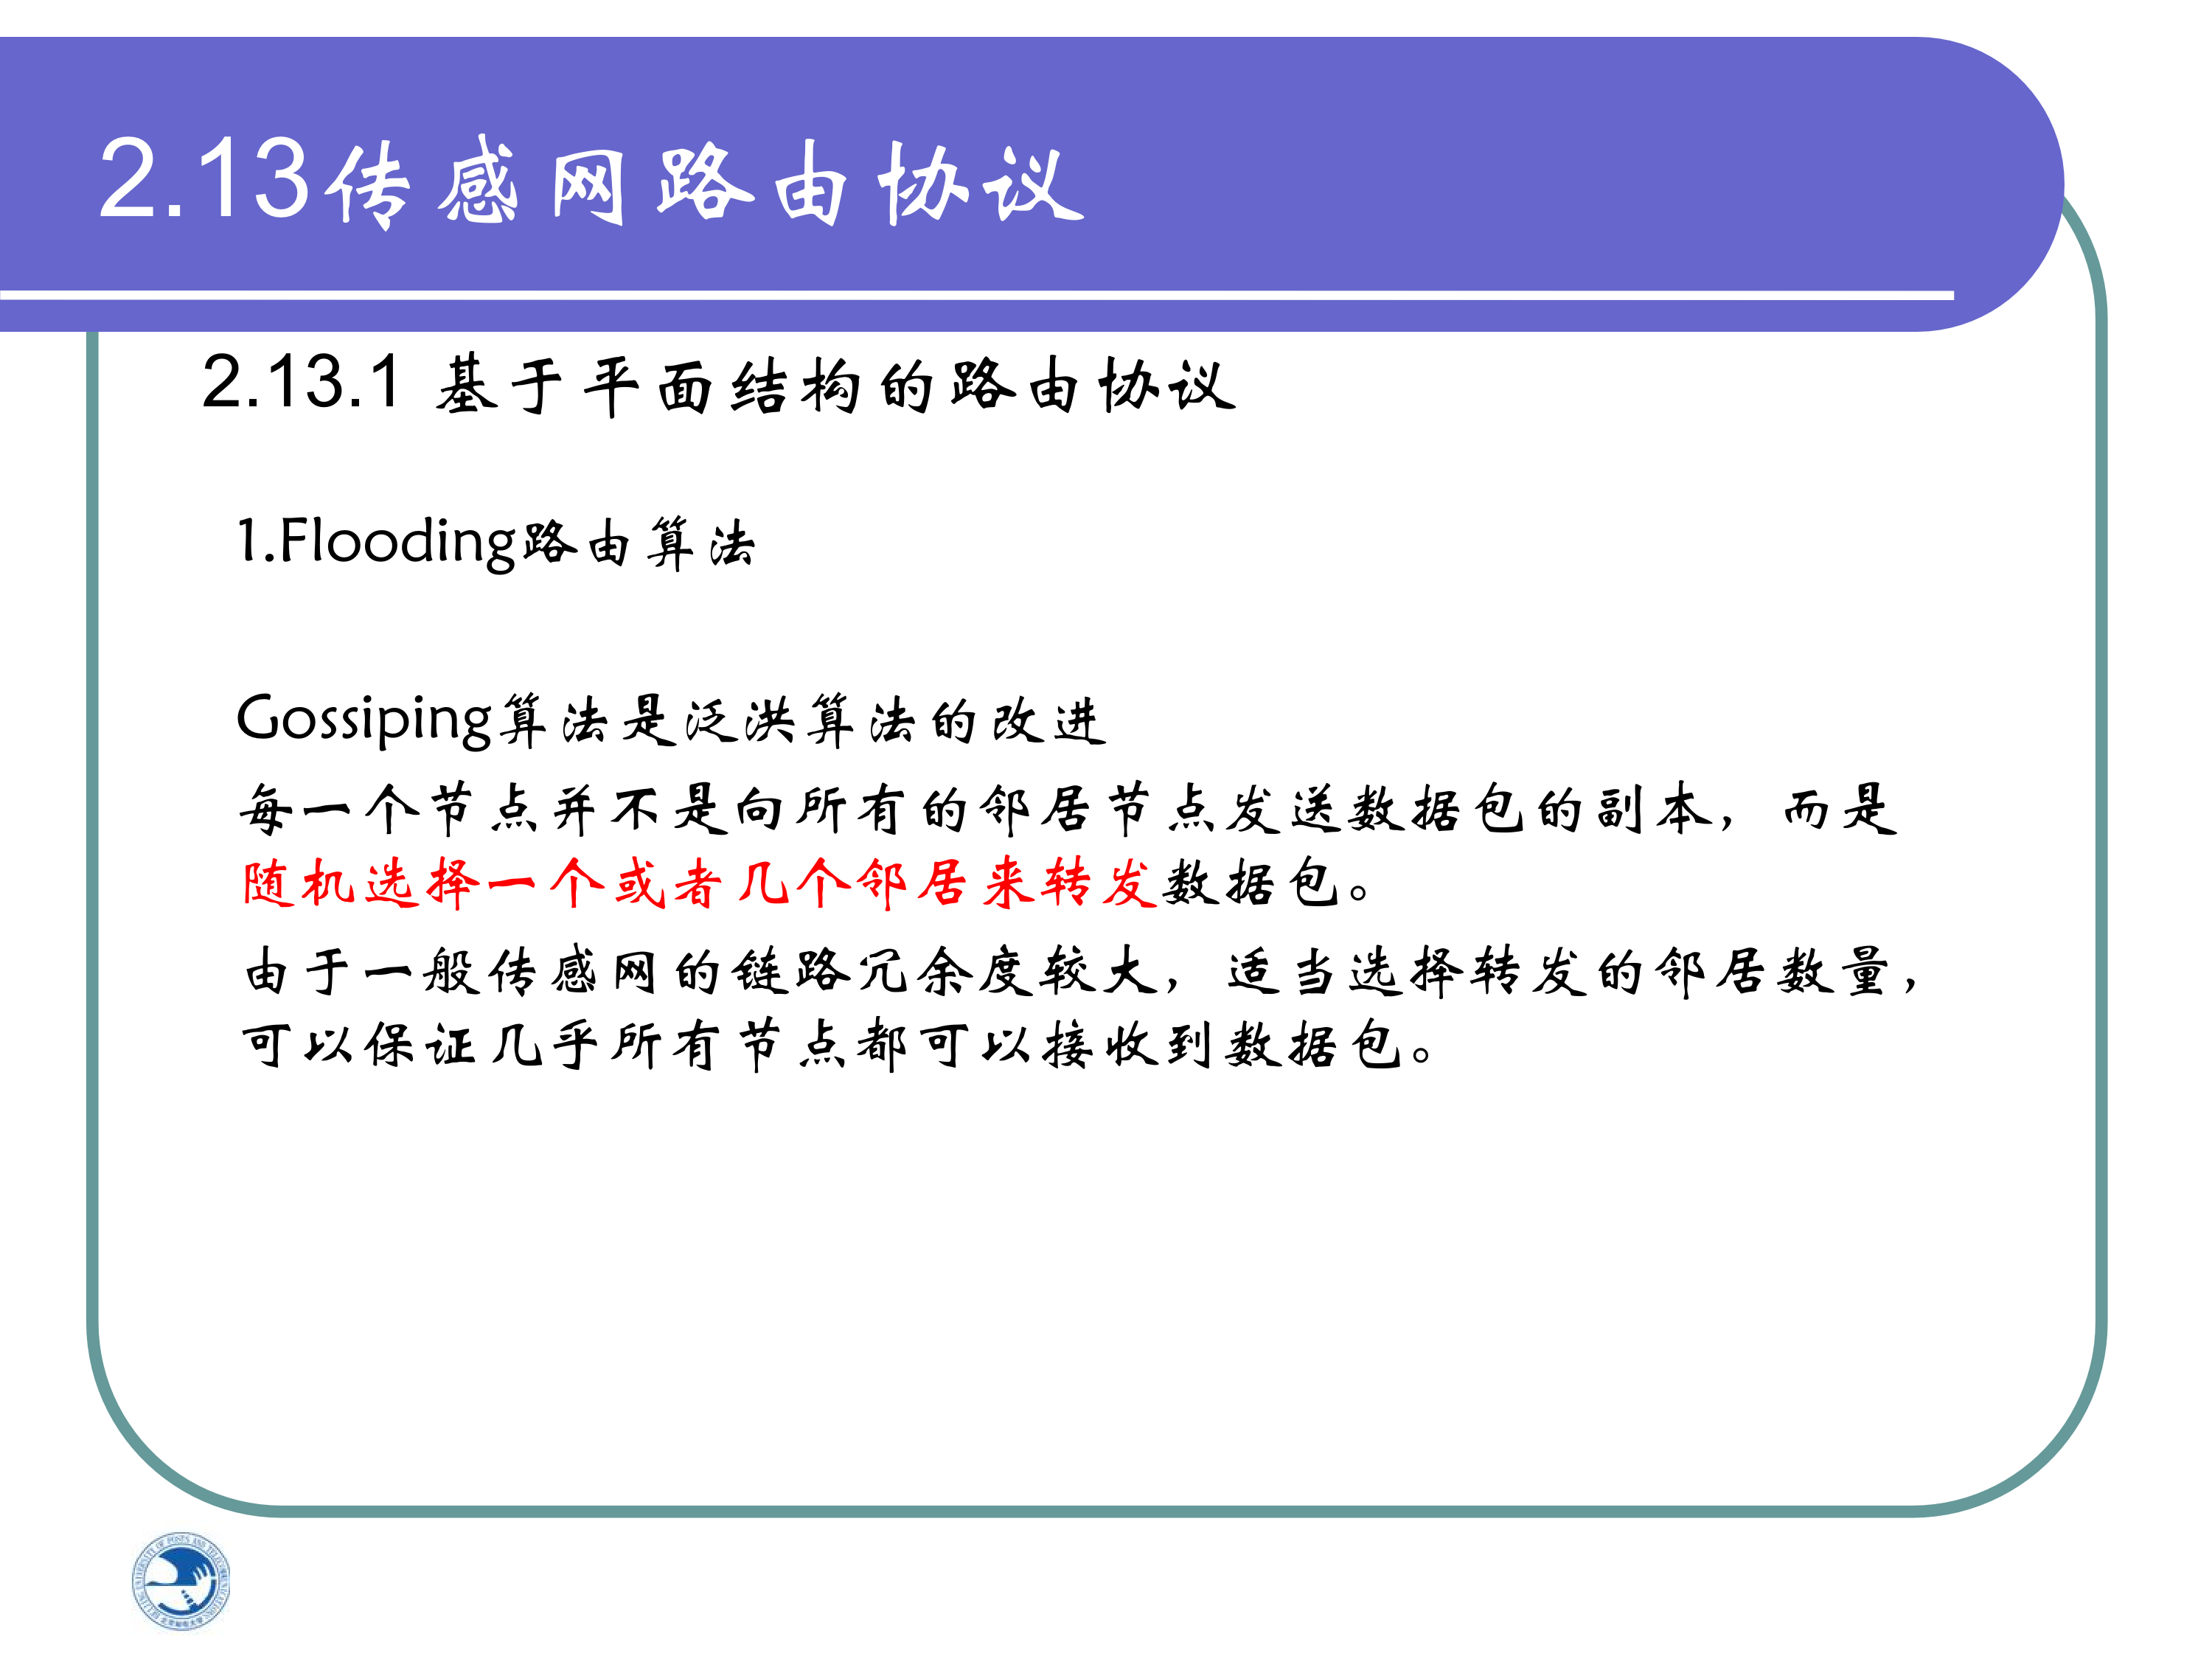 2.13传感网路由协议
2.13.1 基于平面结构的路由协议
1.Flooding路由算法
Gossiping算法是泛洪算法的改进
每一个节点并不是向所有的邻居节点发送数据包的副本，而是
随机选择一个或者几个邻居来转发数据包。
由于一般传感网的链路冗余度较大，适当选择转发的邻居数量，
可以保证几乎所有节点都可以接收到数据包。